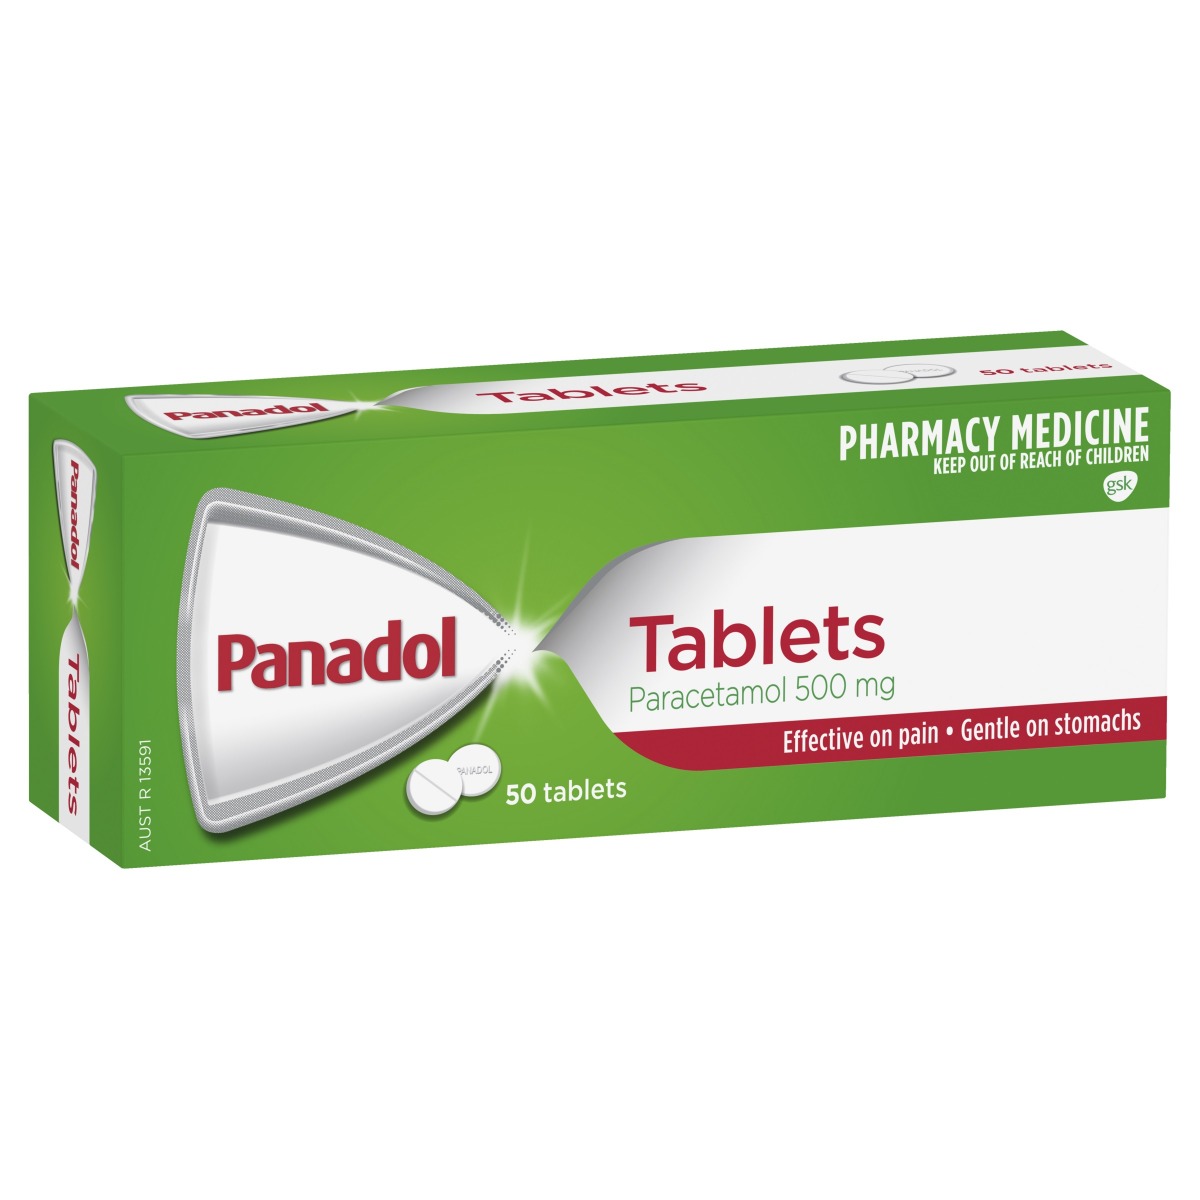 Panadol
Tablets
50 tablets
PHARMACY MEDICINE
KEEP OUT OF REACH OF CHILDREN
gsk
Panadol
Tablets
Panadol
Tablets
Paracetamol 500 mg
Effective on pain • Gentle on stomachs
PANADOL
50 tablets
AUST R 13591